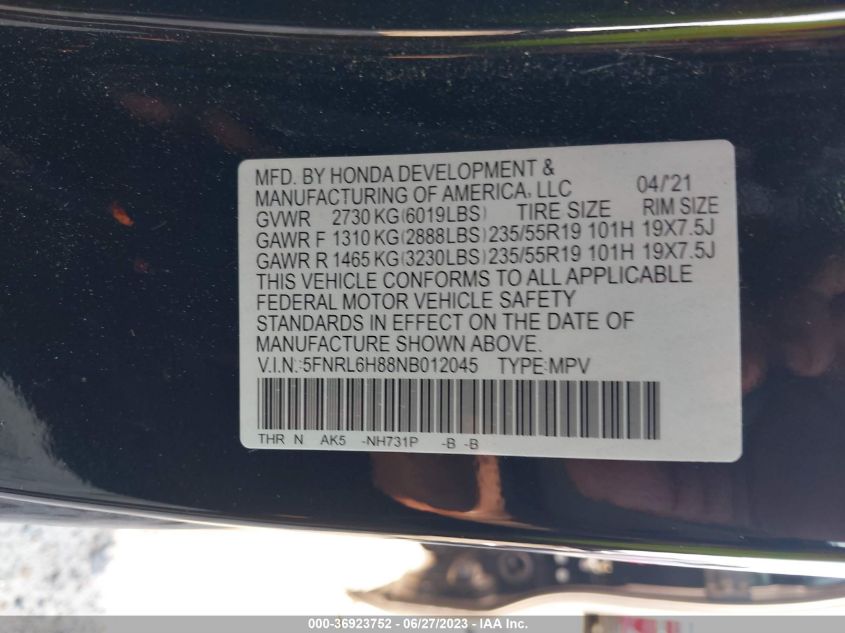 MFD. BY HONDA DEVELOPMENT &
MANUFACTURING OF AMERICA, LLC 04/'21
GVWR 2730 KG(6019LBS) TIRE SIZE RIM SIZE
GAWR F 1310 KG(2888LBS) 235/55R19 101H 19X7.5J
GAWR R 1465 KG(3230LBS) 235/55R19 101H 19X7.5J
THIS VEHICLE CONFORMS TO ALL APPLICABLE
FEDERAL MOTOR VEHICLE SAFETY
STANDARDS IN EFFECT ON THE DATE OF
MANUFACTURE SHOWN ABOVE.
V.I.N.:5FNRL6H88NB012045 TYPE:MPV
THR N AK5 -NH731P -B -B
000-36923752 - 06/27/2023 - IAA Inc.